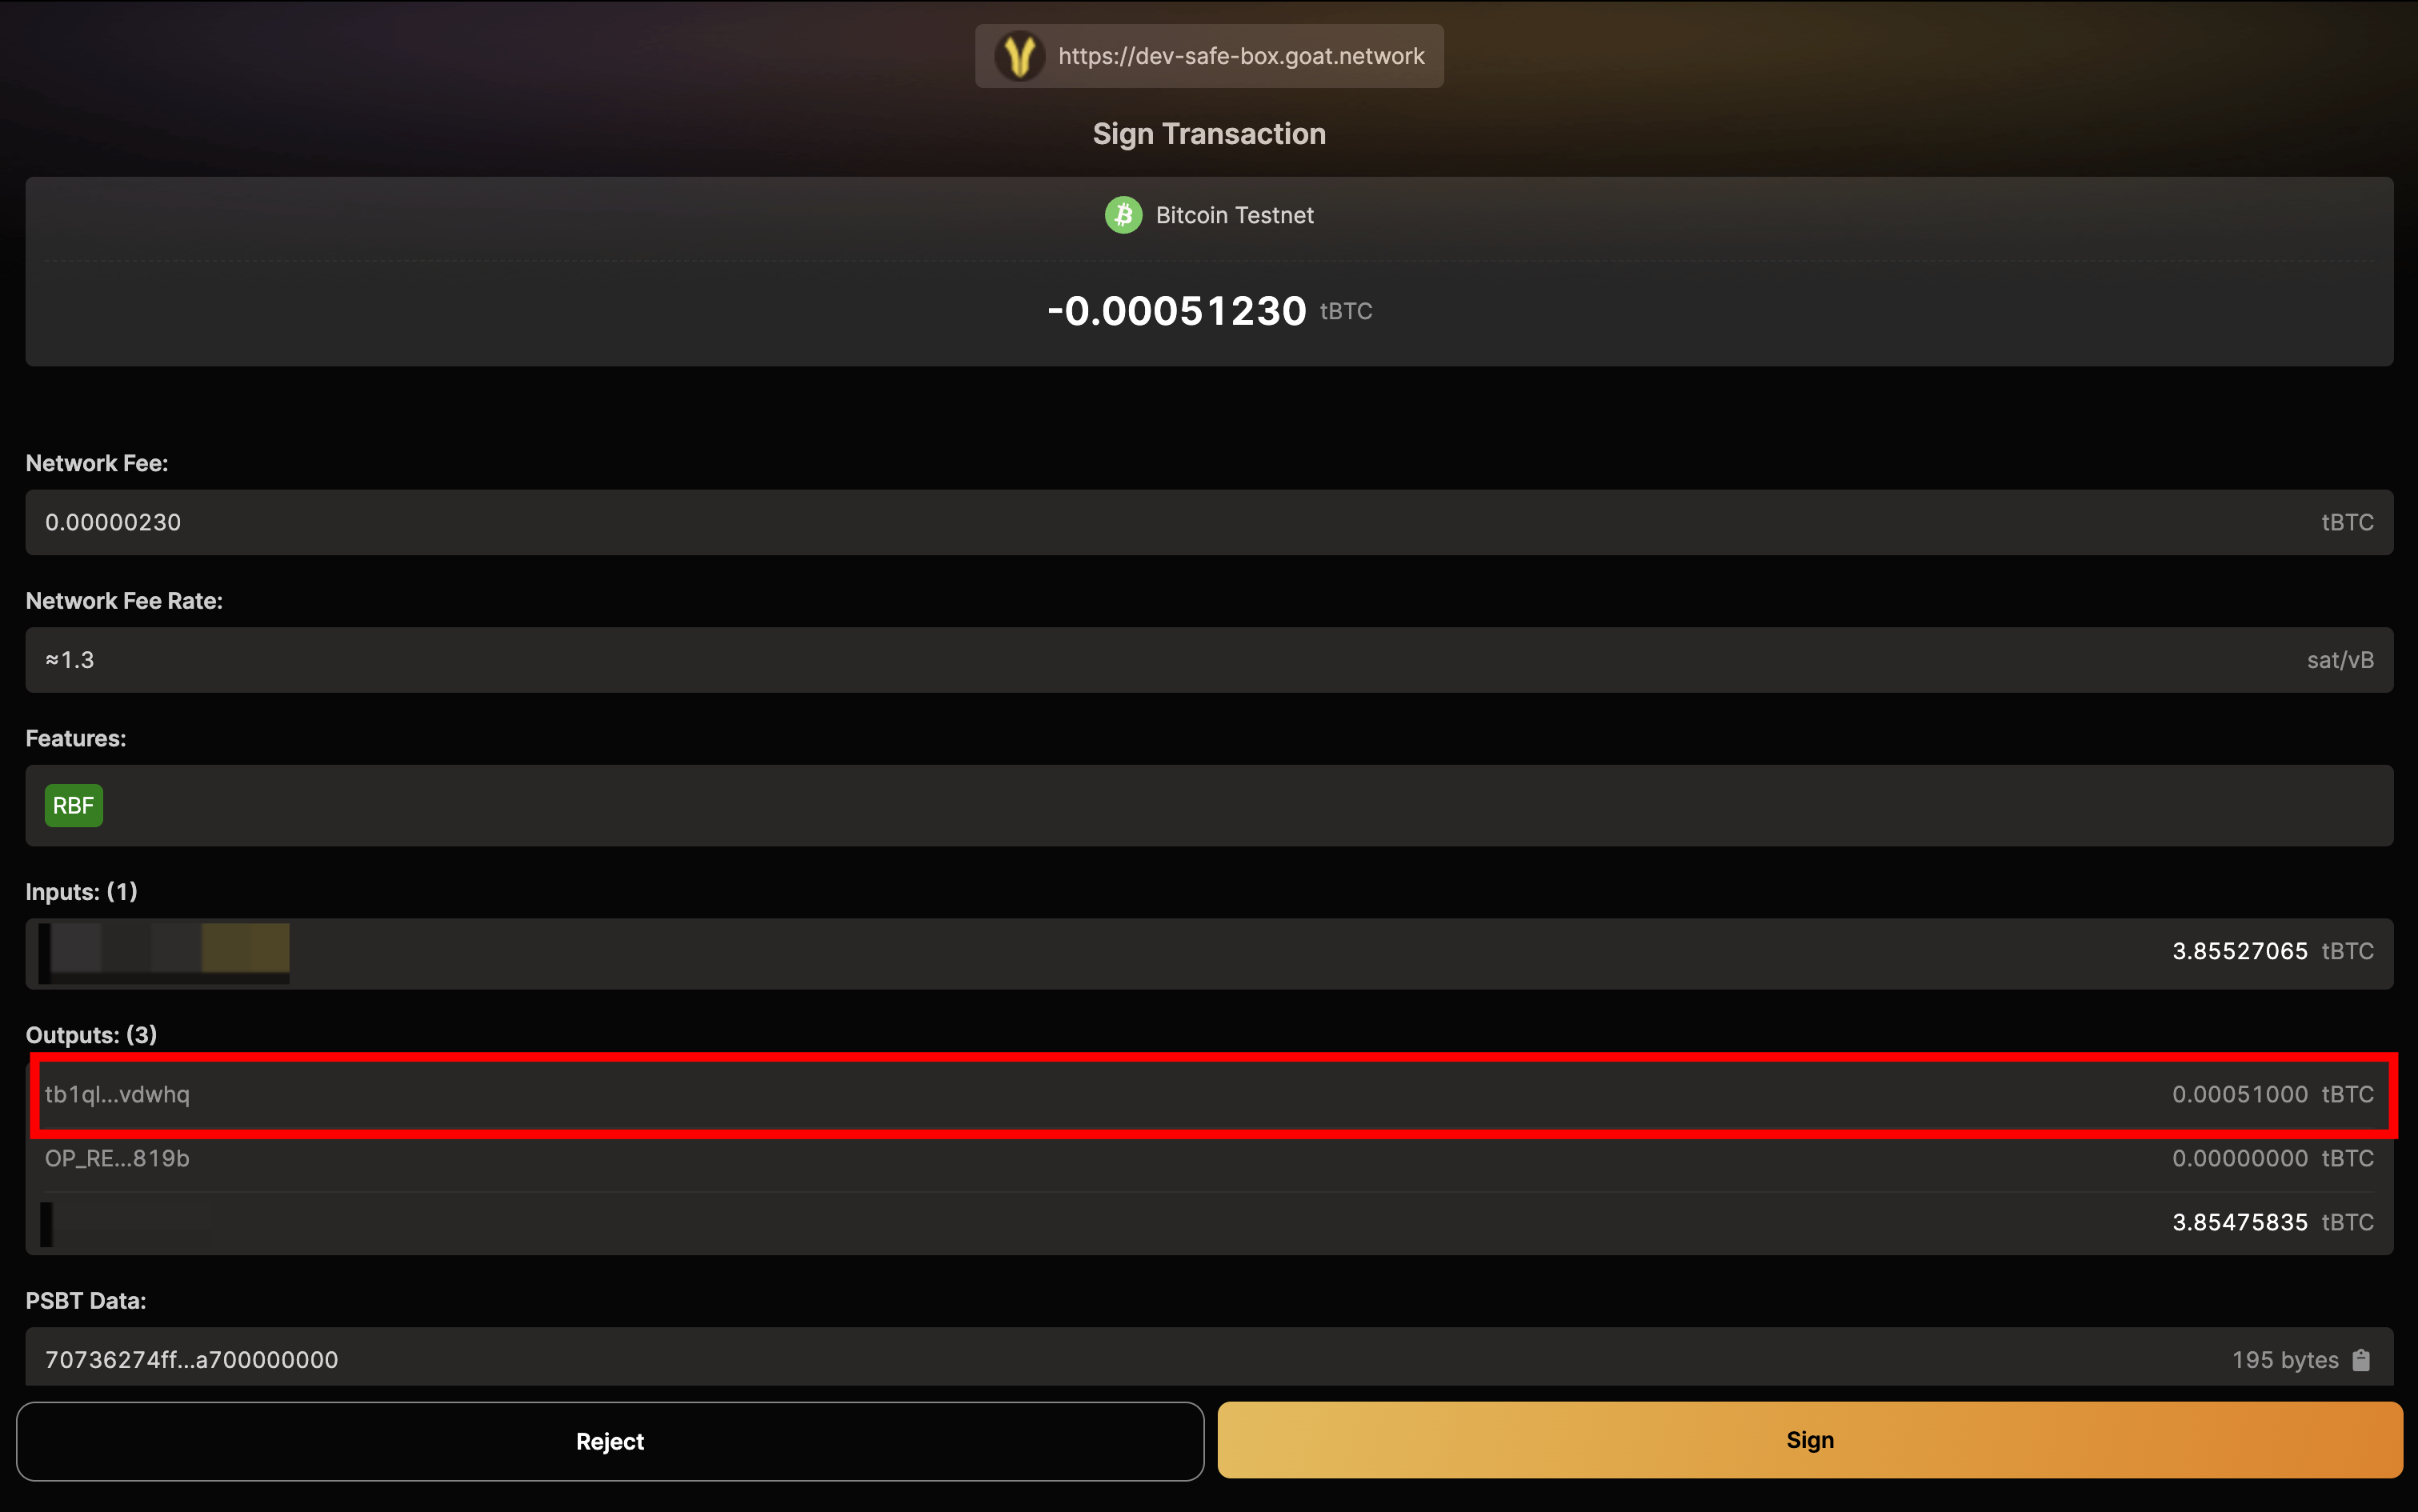 https://dev-safe-box.goat.network
Sign Transaction
Bitcoin Testnet
-0.00051230 tBTC
Network Fee:
0.00000230 tBTC
Network Fee Rate:
≈1.3 sat/vB
Features:
RBF
Inputs: (1)
3.85527065 tBTC
Outputs: (3)
tb1ql...vdwhq 0.00051000 tBTC
OP_RE...819b 0.00000000 tBTC
3.85475835 tBTC
PSBT Data:
70736274ff...a700000000 195 bytes
Reject
Sign